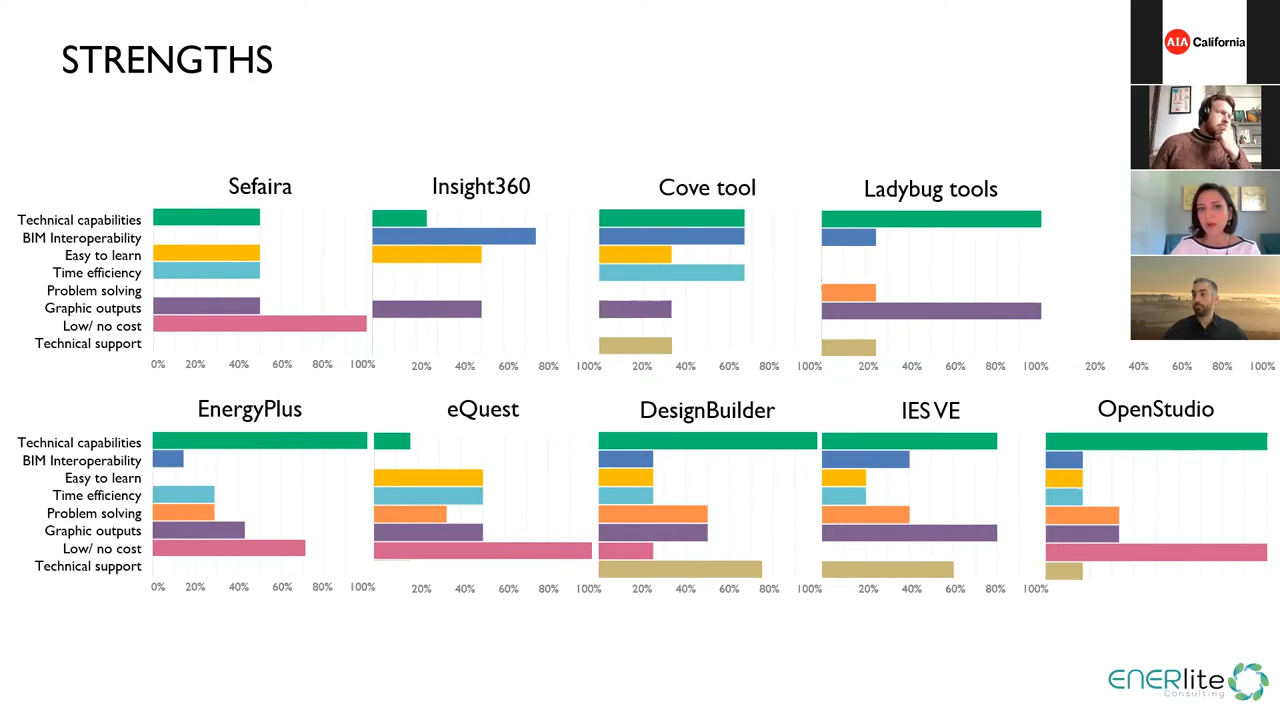 STRENGTHS
AIA California
Sefaira
Insight360
Cove tool
Ladybug tools
Technical capabilities
BIM Interoperability
Easy to learn
Time efficiency
Problem solving
Graphic outputs
Low/ no cost
Technical support
0% 20% 40% 60% 80% 100% 20% 40% 60% 80% 100% 20% 40% 60% 80% 100% 20% 40% 60% 80% 100% 20% 40% 60% 80% 100%
EnergyPlus
eQuest
DesignBuilder
IES VE
OpenStudio
Technical capabilities
BIM Interoperability
Easy to learn
Time efficiency
Problem solving
Graphic outputs
Low/ no cost
Technical support
0% 20% 40% 60% 80% 100% 20% 40% 60% 80% 100% 20% 40% 60% 80% 100% 20% 40% 60% 80% 100% 20% 40% 60% 80% 100%
ENERlite
Consulting